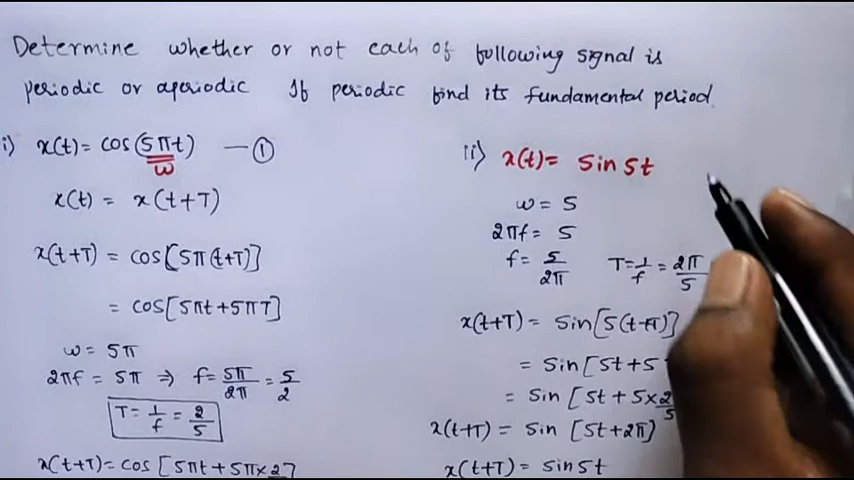 Determine whether or not each of following signal is
periodic or aperiodic If periodic find its fundamental period
i) x(t) = cos(5πt) — ①
ω
x(t) = x(t+T)
x(t+T) = cos[5π(t+T)]
= cos[5πt+5πT]
ω = 5π
2πf = 5π ⇒ f = 5π/2π = 5/2
T = 1/f = 2/5
x(t+T) = cos[5πt+5π×2
ii) x(t) = sin 5t
ω = 5
2πf = 5
f = 5/2π T = 1/f = 2π/5
x(t+T) = sin[5(t+T)]
= sin[5t+5
= sin[5t+5×2/5
x(t+T) = sin[5t+2π]
x(t+T) = sin5t